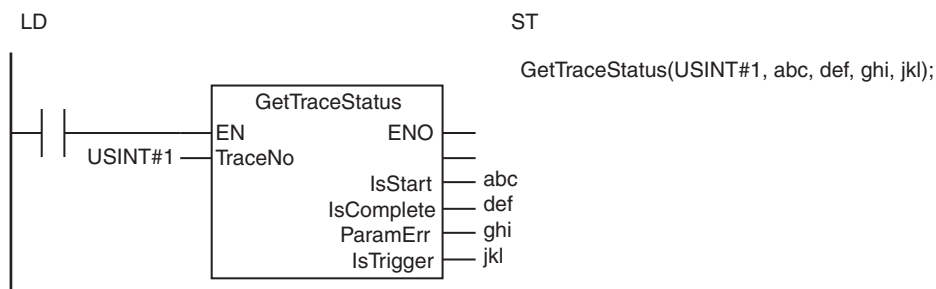 LD
ST
GetTraceStatus(USINT#1, abc, def, ghi, jkl);
GetTraceStatus
EN
ENO
USINT#1
TraceNo
IsStart
abc
IsComplete
def
ParamErr
ghi
IsTrigger
jkl